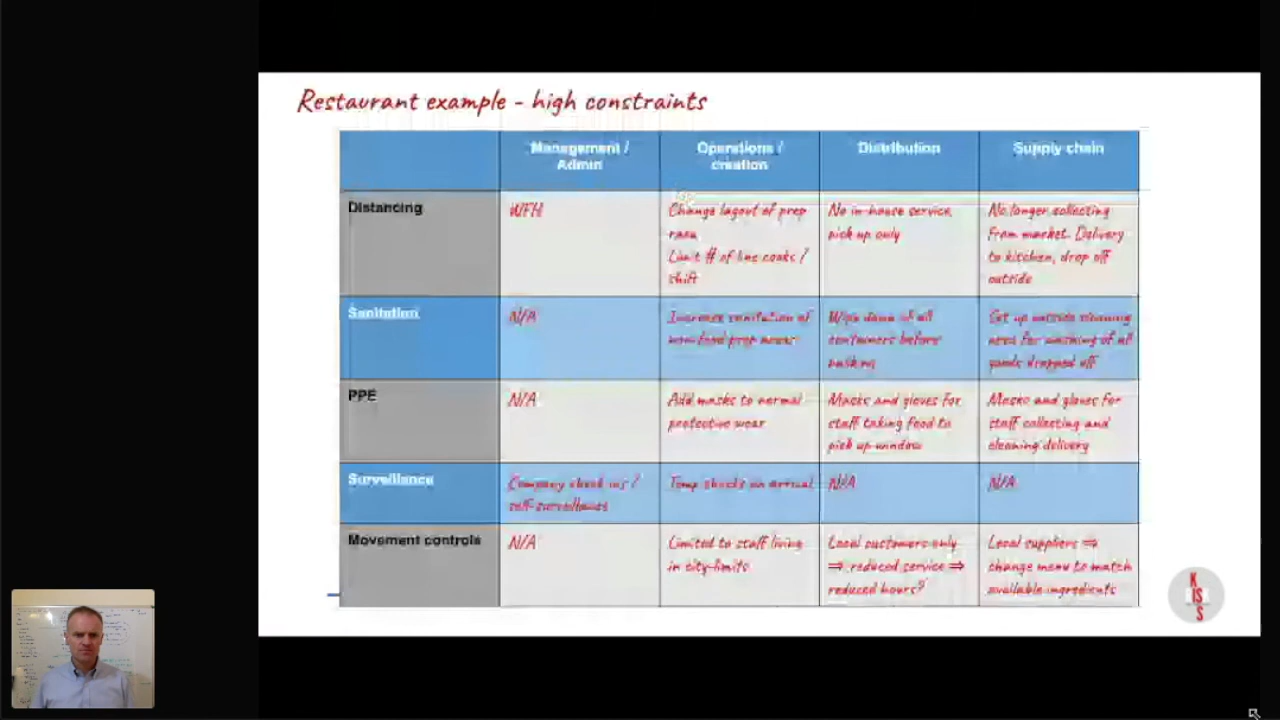 Restaurant example - high constraints
Management / Admin
Operations / creation
Distribution
Supply chain
Distancing
WFH
Change layout of prep
Limit # of line cooks /
shift
No in-house service,
pick up only
No longer collecting
from market. Delivery
to kitchen, drop off
outside
Sanitation
N/A
Increase sanitation of
non-food prep areas
Wipe down of all
containers before
Set up outside cleaning
area for washing of all
goods dropped off
PPE
N/A
Add masks to normal
protective wear
Masks and gloves for
staff taking food to
pick up window
Masks and gloves for
staff collecting and
cleaning delivery
Surveillance
Company check ins /
self-surveillance
Temp checks on arrival
N/A
N/A
Movement controls
N/A
Limited to staff living
in city-limits
Local customers only
⇒ reduced service ⇒
reduced hours?
Local suppliers ⇒
change menu to match
available ingredients
KISS